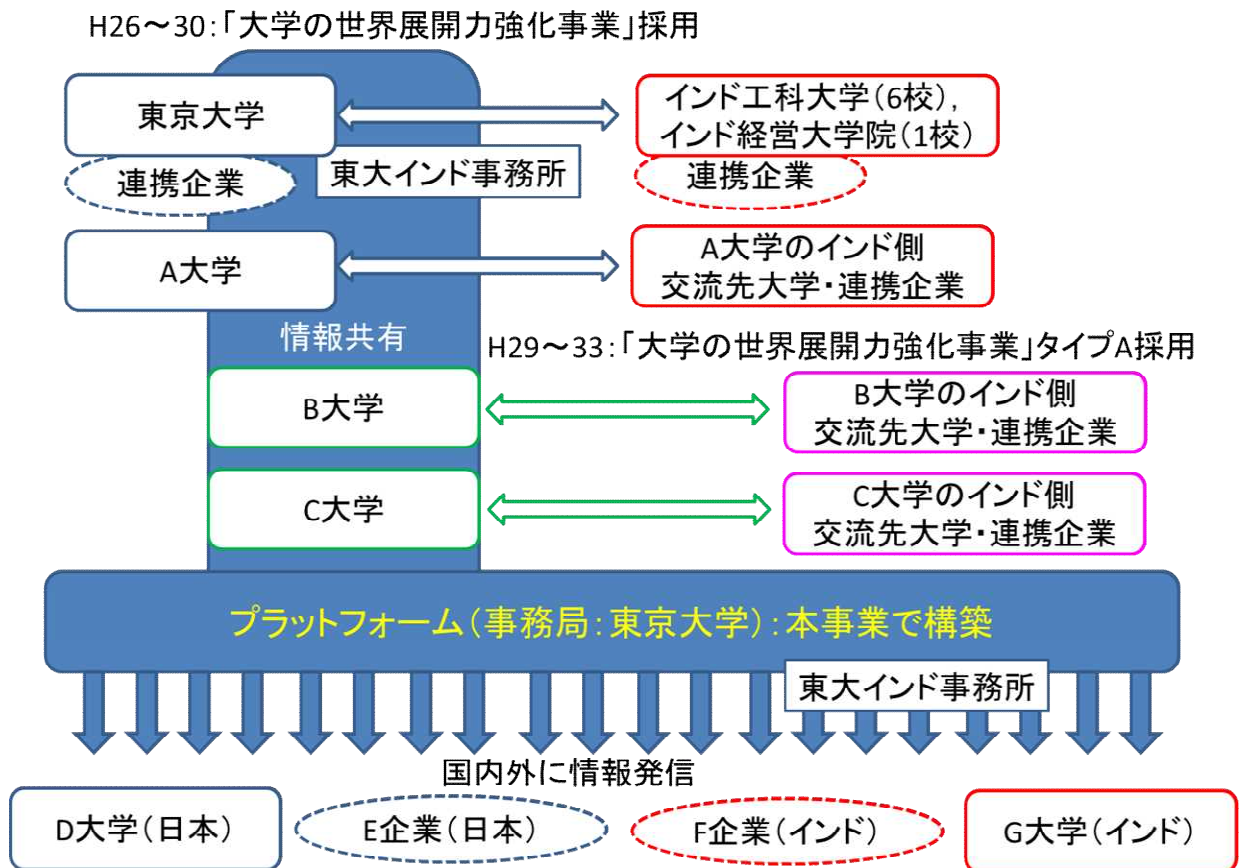 H26～30：「大学の世界展開力強化事業」採用
東京大学
インド工科大学（6校），
インド経営大学院（1校）
連携企業
東大インド事務所
連携企業
A大学
A大学のインド側
交流先大学・連携企業
情報共有
H29～33：「大学の世界展開力強化事業」タイプA採用
B大学
B大学のインド側
交流先大学・連携企業
C大学
C大学のインド側
交流先大学・連携企業
プラットフォーム（事務局：東京大学）：本事業で構築
東大インド事務所
国内外に情報発信
D大学（日本）
E企業（日本）
F企業（インド）
G大学（インド）